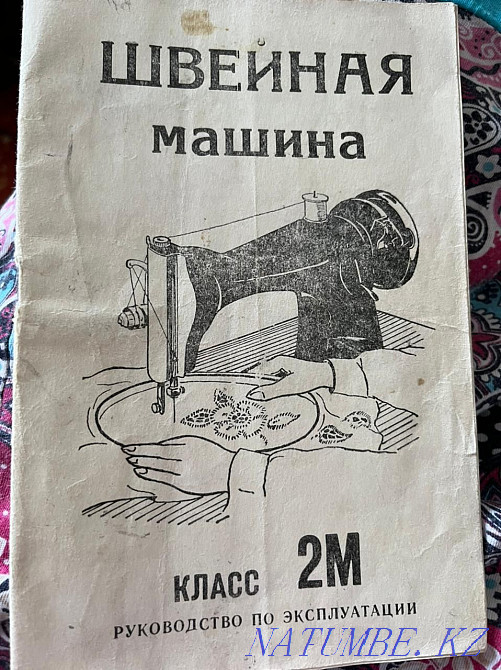 ШВЕЙНАЯ
машина
КЛАСС 2М
РУКОВОДСТВО ПО ЭКСПЛУАТАЦИИ
NATUMBE.KZ